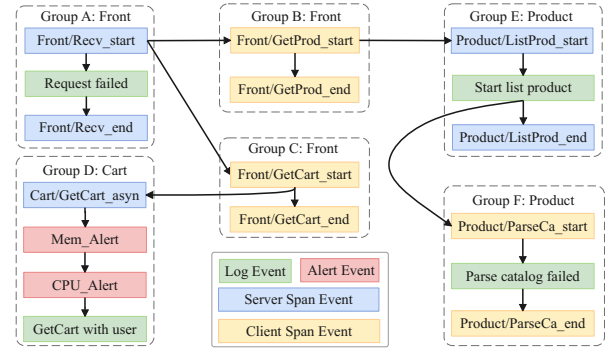 Group A: Front
Front/Recv_start
Request failed
Front/Recv_end
Group B: Front
Front/GetProd_start
Front/GetProd_end
Group E: Product
Product/ListProd_start
Start list product
Product/ListProd_end
Group C: Front
Front/GetCart_start
Front/GetCart_end
Group D: Cart
Cart/GetCart_asyn
Mem_Alert
CPU_Alert
GetCart with user
Group F: Product
Product/ParseCa_start
Parse catalog failed
Product/ParseCa_end
Log Event
Alert Event
Server Span Event
Client Span Event